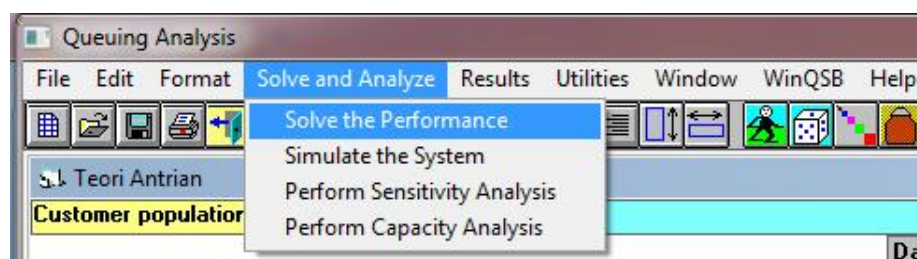 Queuing Analysis
File Edit Format Solve and Analyze Results Utilities Window WinQSB Help
Solve the Performance
Simulate the System
Teori Antrian
Perform Sensitivity Analysis
Customer population
Perform Capacity Analysis
Da